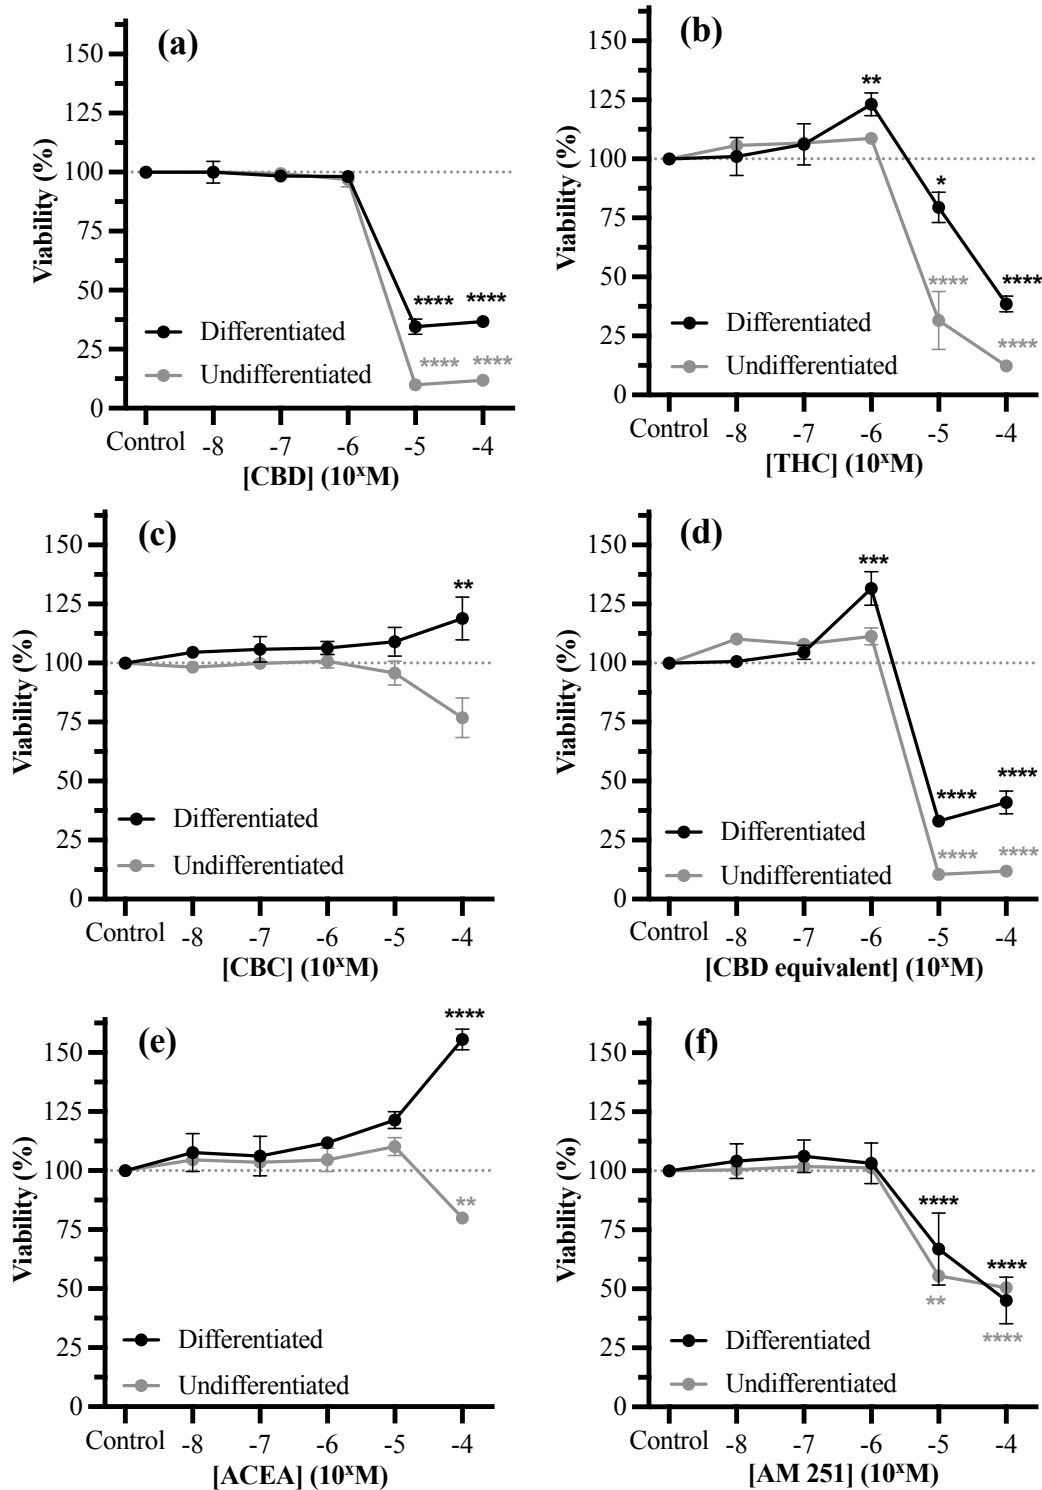 (a)
150
125
100
75
50
25
0
Viability (%)
****
****
****
****
Differentiated
Undifferentiated
Control
-8
-7
-6
-5
-4
[CBD] (10ˣM)
(b)
150
125
100
75
50
25
0
Viability (%)
**
*
****
****
****
Differentiated
Undifferentiated
Control
-8
-7
-6
-5
-4
[THC] (10ˣM)
(c)
150
125
100
75
50
25
0
Viability (%)
**
Differentiated
Undifferentiated
Control
-8
-7
-6
-5
-4
[CBC] (10ˣM)
(d)
150
125
100
75
50
25
0
Viability (%)
***
****
****
****
****
Differentiated
Undifferentiated
Control
-8
-7
-6
-5
-4
[CBD equivalent] (10ˣM)
(e)
150
125
100
75
50
25
0
Viability (%)
****
**
Differentiated
Undifferentiated
Control
-8
-7
-6
-5
-4
[ACEA] (10ˣM)
(f)
150
125
100
75
50
25
0
Viability (%)
****
****
**
****
Differentiated
Undifferentiated
Control
-8
-7
-6
-5
-4
[AM 251] (10ˣM)